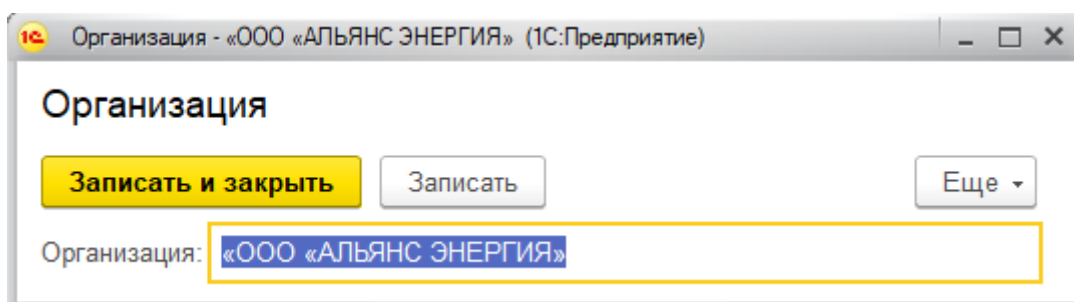 1С Организация - «ООО «АЛЬЯНС ЭНЕРГИЯ» (1С:Предприятие)
Организация
Записать и закрыть Записать Еще
Организация: «ООО «АЛЬЯНС ЭНЕРГИЯ»